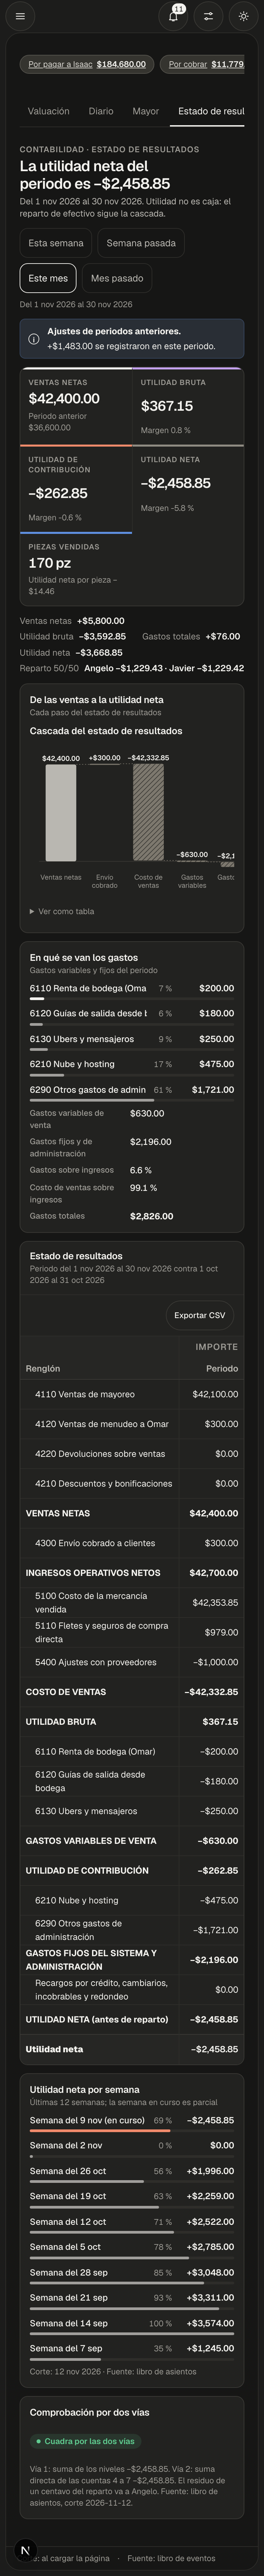 11
Por pagar a Isaac $184,680.00
Por cobrar $11,779.
Valuación Diario Mayor Estado de resul
CONTABILIDAD · ESTADO DE RESULTADOS
La utilidad neta del
periodo es −$2,458.85
Del 1 nov 2026 al 30 nov 2026. Utilidad no es caja: el
reparto de efectivo sigue la cascada.
Esta semana Semana pasada
Este mes Mes pasado
Del 1 nov 2026 al 30 nov 2026
Ajustes de periodos anteriores.
+$1,483.00 se registraron en este periodo.
VENTAS NETAS
$42,400.00
Periodo anterior
$36,600.00
UTILIDAD BRUTA
$367.15
Margen 0.8 %
UTILIDAD DE
CONTRIBUCIÓN
−$262.85
Margen -0.6 %
UTILIDAD NETA
−$2,458.85
Margen -5.8 %
PIEZAS VENDIDAS
170 pz
Utilidad neta por pieza −
$14.46
Ventas netas +$5,800.00
Utilidad bruta −$3,592.85 Gastos totales +$76.00
Utilidad neta −$3,668.85
Reparto 50/50 Angelo −$1,229.43 · Javier −$1,229.42
De las ventas a la utilidad neta
Cada paso del estado de resultados
Cascada del estado de resultados
$42,400.00 +$300.00 −$42,332.85
−$630.00 −$2,1
Ventas netas Envío cobrado Costo de ventas Gastos variables Gasto
▶ Ver como tabla
En qué se van los gastos
Gastos variables y fijos del periodo
6110 Renta de bodega (Oma 7 % $200.00
6120 Guías de salida desde b 6 % $180.00
6130 Ubers y mensajeros 9 % $250.00
6210 Nube y hosting 17 % $475.00
6290 Otros gastos de admin 61 % $1,721.00
Gastos variables de
venta $630.00
Gastos fijos y de
administración $2,196.00
Gastos sobre ingresos 6.6 %
Costo de ventas sobre
ingresos 99.1 %
Gastos totales $2,826.00
Estado de resultados
Periodo del 1 nov 2026 al 30 nov 2026 contra 1 oct
2026 al 31 oct 2026
Exportar CSV
IMPORTE
Renglón Periodo
4110 Ventas de mayoreo $42,100.00
4120 Ventas de menudeo a Omar $300.00
4220 Devoluciones sobre ventas $0.00
4210 Descuentos y bonificaciones $0.00
VENTAS NETAS $42,400.00
4300 Envío cobrado a clientes $300.00
INGRESOS OPERATIVOS NETOS $42,700.00
5100 Costo de la mercancía
vendida $42,353.85
5110 Fletes y seguros de compra
directa $979.00
5400 Ajustes con proveedores −$1,000.00
COSTO DE VENTAS −$42,332.85
UTILIDAD BRUTA $367.15
6110 Renta de bodega (Omar) −$200.00
6120 Guías de salida desde
bodega −$180.00
6130 Ubers y mensajeros −$250.00
GASTOS VARIABLES DE VENTA −$630.00
UTILIDAD DE CONTRIBUCIÓN −$262.85
6210 Nube y hosting −$475.00
6290 Otros gastos de
administración −$1,721.00
GASTOS FIJOS DEL SISTEMA Y
ADMINISTRACIÓN −$2,196.00
Recargos por crédito, cambiarios,
incobrables y redondeo $0.00
UTILIDAD NETA (antes de reparto) −$2,458.85
Utilidad neta −$2,458.85
Utilidad neta por semana
Últimas 12 semanas; la semana en curso es parcial
Semana del 9 nov (en curso) 69 % −$2,458.85
Semana del 2 nov 0 % $0.00
Semana del 26 oct 56 % +$1,996.00
Semana del 19 oct 63 % +$2,259.00
Semana del 12 oct 71 % +$2,522.00
Semana del 5 oct 78 % +$2,785.00
Semana del 28 sep 85 % +$3,048.00
Semana del 21 sep 93 % +$3,311.00
Semana del 14 sep 100 % +$3,574.00
Semana del 7 sep 35 % +$1,245.00
Corte: 12 nov 2026 · Fuente: libro de asientos
Comprobación por dos vías
Cuadra por las dos vías
Vía 1: suma de los niveles −$2,458.85. Vía 2: suma
directa de las cuentas 4 a 7 −$2,458.85. El residuo de
un centavo del reparto va a Angelo. Fuente: libro de
asientos, corte 2026-11-12.
N
al cargar la página · Fuente: libro de eventos